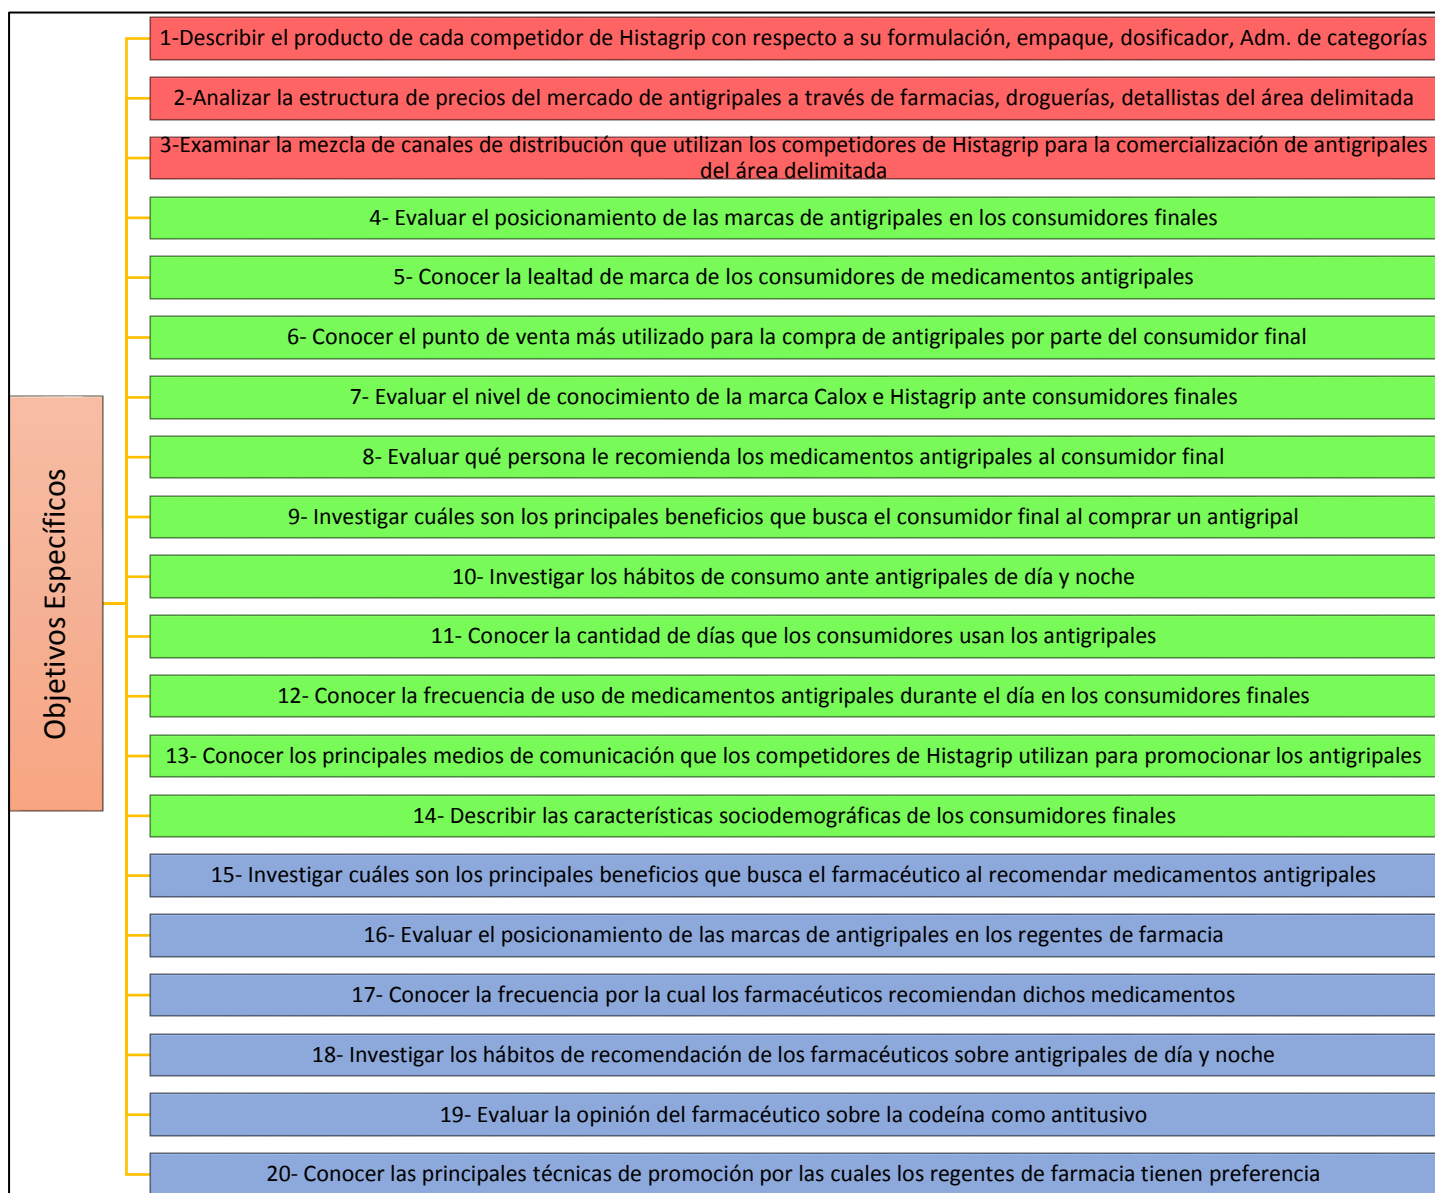 Objetivos Específicos
1-Describir el producto de cada competidor de Histagrip con respecto a su formulación, empaque, dosificador, Adm. de categorías
2-Analizar la estructura de precios del mercado de antigripales a través de farmacias, droguerías, detallistas del área delimitada
3-Examinar la mezcla de canales de distribución que utilizan los competidores de Histagrip para la comercialización de antigripales
del área delimitada
4- Evaluar el posicionamiento de las marcas de antigripales en los consumidores finales
5- Conocer la lealtad de marca de los consumidores de medicamentos antigripales
6- Conocer el punto de venta más utilizado para la compra de antigripales por parte del consumidor final
7- Evaluar el nivel de conocimiento de la marca Calox e Histagrip ante consumidores finales
8- Evaluar qué persona le recomienda los medicamentos antigripales al consumidor final
9- Investigar cuáles son los principales beneficios que busca el consumidor final al comprar un antigripal
10- Investigar los hábitos de consumo ante antigripales de día y noche
11- Conocer la cantidad de días que los consumidores usan los antigripales
12- Conocer la frecuencia de uso de medicamentos antigripales durante el día en los consumidores finales
13- Conocer los principales medios de comunicación que los competidores de Histagrip utilizan para promocionar los antigripales
14- Describir las características sociodemográficas de los consumidores finales
15- Investigar cuáles son los principales beneficios que busca el farmacéutico al recomendar medicamentos antigripales
16- Evaluar el posicionamiento de las marcas de antigripales en los regentes de farmacia
17- Conocer la frecuencia por la cual los farmacéuticos recomiendan dichos medicamentos
18- Investigar los hábitos de recomendación de los farmacéuticos sobre antigripales de día y noche
19- Evaluar la opinión del farmacéutico sobre la codeína como antitusivo
20- Conocer las principales técnicas de promoción por las cuales los regentes de farmacia tienen preferencia